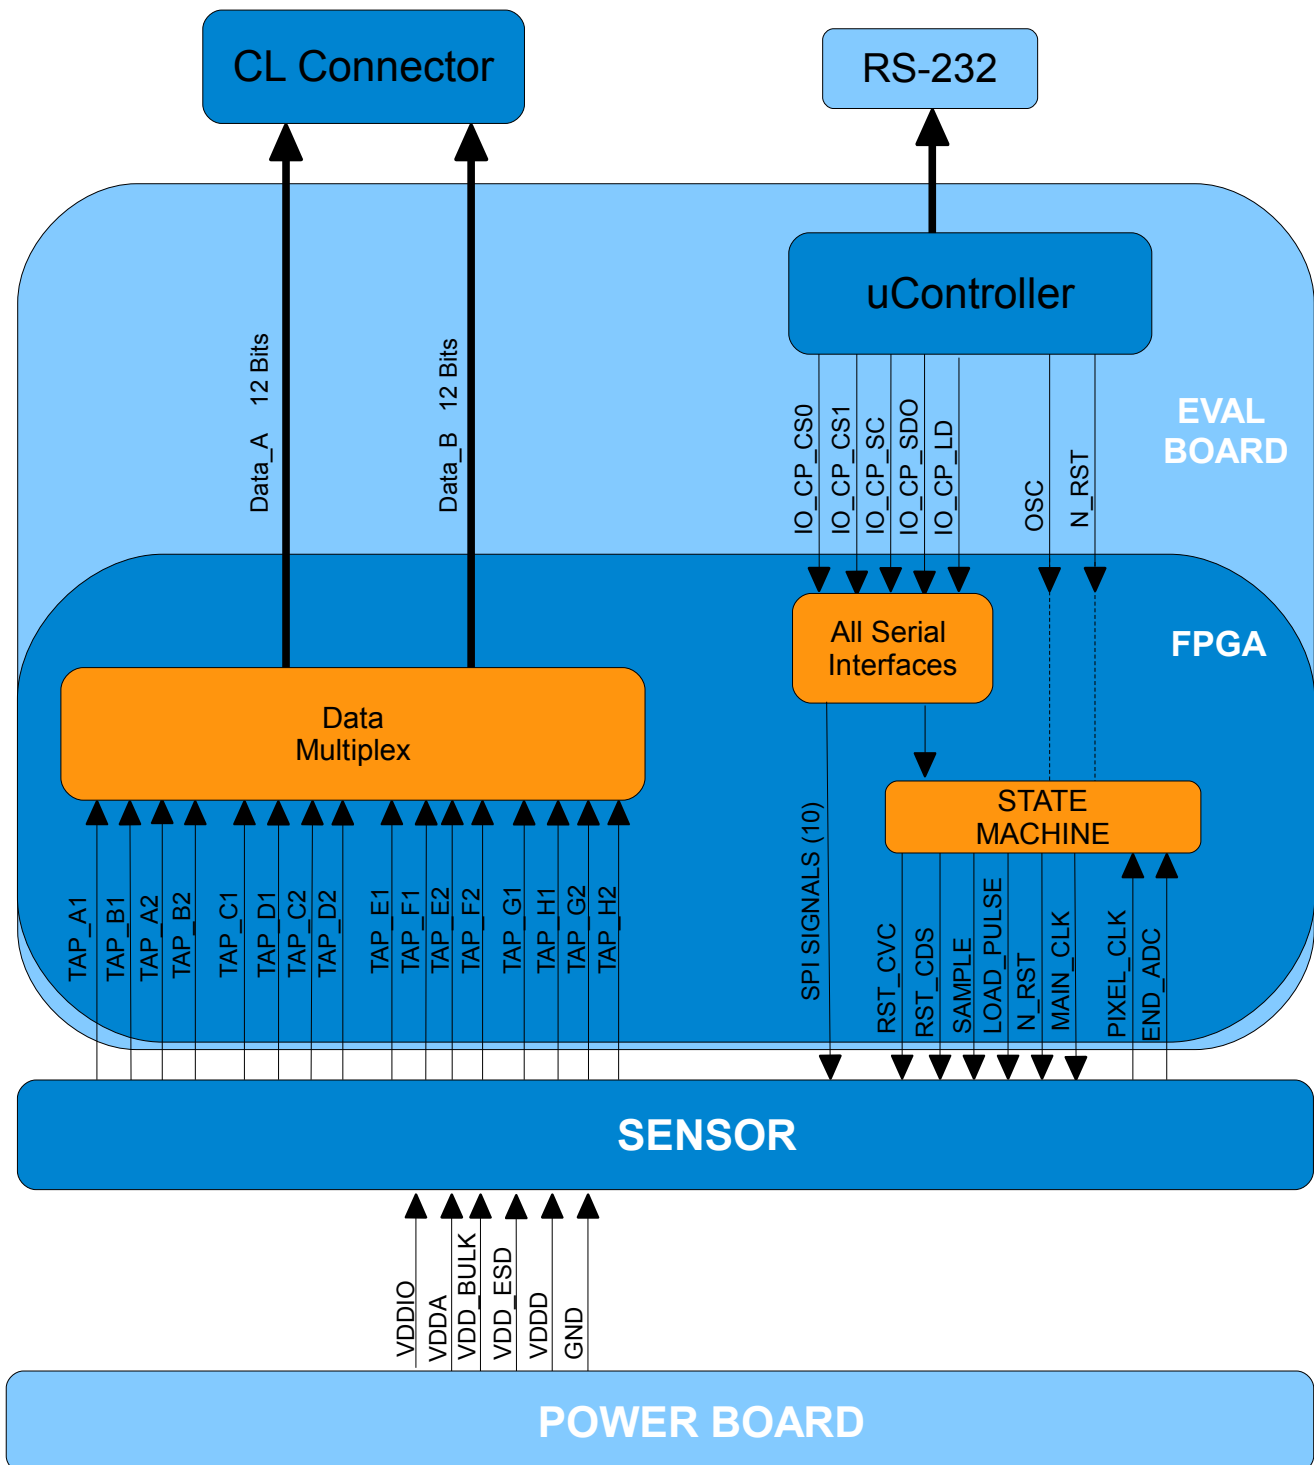 CL Connector
RS-232
uController
Data_A 12 Bits
Data_B 12 Bits
IO_CP_CS0
IO_CP_CS1
IO_CP_SC
IO_CP_SDO
IO_CP_LD
OSC
N_RST
EVAL
BOARD
FPGA
All Serial
Interfaces
Data
Multiplex
STATE
MACHINE
TAP_A1
TAP_B1
TAP_A2
TAP_B2
TAP_C1
TAP_D1
TAP_C2
TAP_D2
TAP_E1
TAP_F1
TAP_E2
TAP_F2
TAP_G1
TAP_H1
TAP_G2
TAP_H2
SPI SIGNALS (10)
RST_CVC
RST_CDS
SAMPLE
LOAD_PULSE
N_RST
MAIN_CLK
PIXEL_CLK
END_ADC
SENSOR
VDDIO
VDDA
VDD_BULK
VDD_ESD
VDDD
GND
POWER BOARD